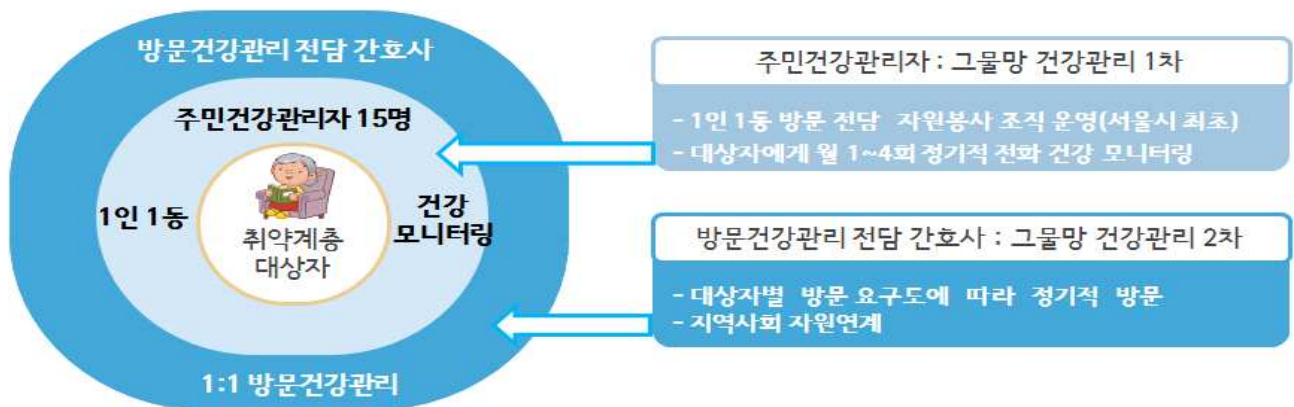 방문건강관리 전담 간호사
주민건강관리자 15명
1인 1동
건강
모니터링
취약계층
대상자
1:1 방문건강관리
주민건강관리자 : 그물망 건강관리 1차
- 1인 1동 방문 전담 자원봉사 조직 운영(서울시 최초)
- 대상자에게 월 1~4회 정기적 전화 건강 모니터링
방문건강관리 전담 간호사 : 그물망 건강관리 2차
- 대상자별 방문 요구도에 따라 정기적 방문
- 지역사회 자원연계